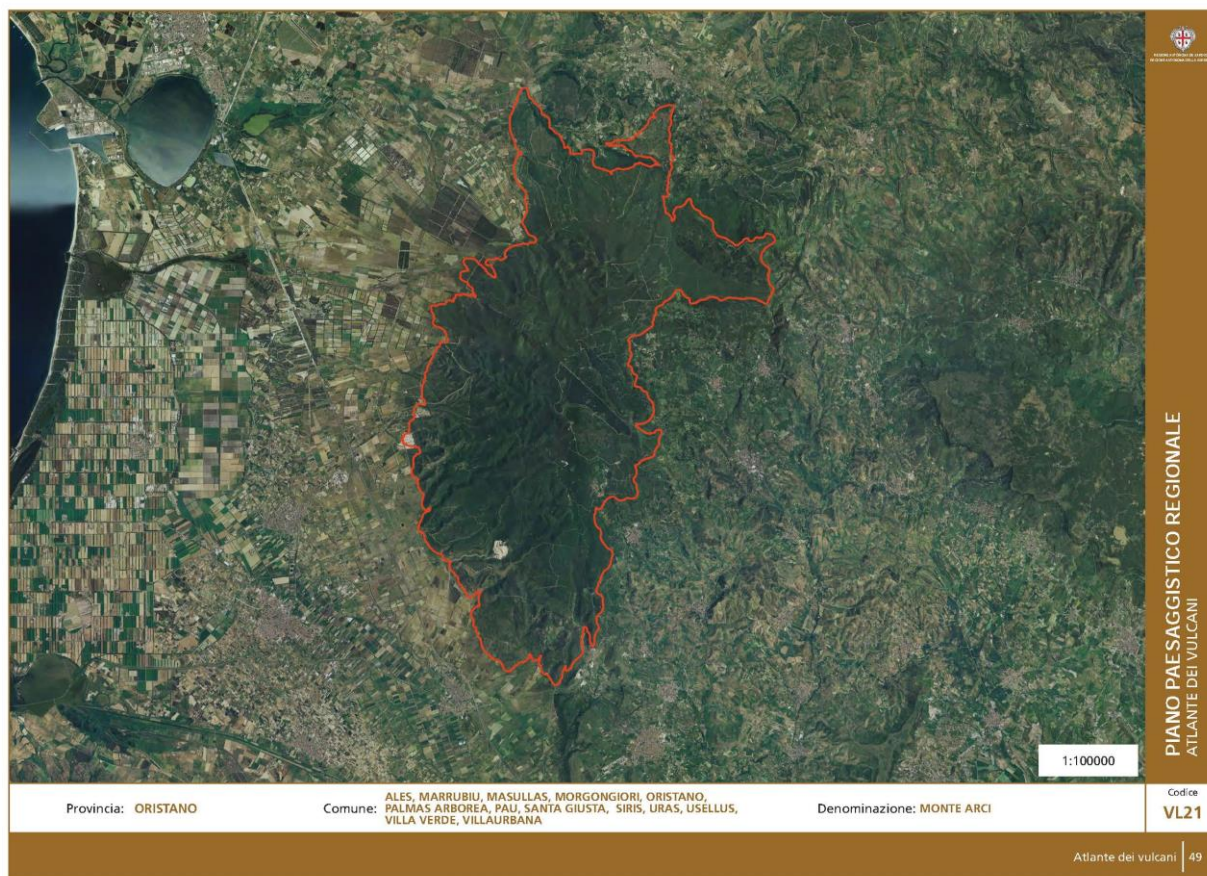 PIANO PAESAGGISTICO REGIONALE
ATLANTE DEI VULCANI
1:100000
Provincia: ORISTANO
Comune: ALES, MARRUBIU, MASULLAS, MORGONGIORI, ORISTANO,
PALMAS ARBOREA, PAU, SANTA GIUSTA, SIRIS, URAS, USELLUS,
VILLA VERDE, VILLAURBANA
Denominazione: MONTE ARCI
Codice
VL21
Atlante dei vulcani | 49